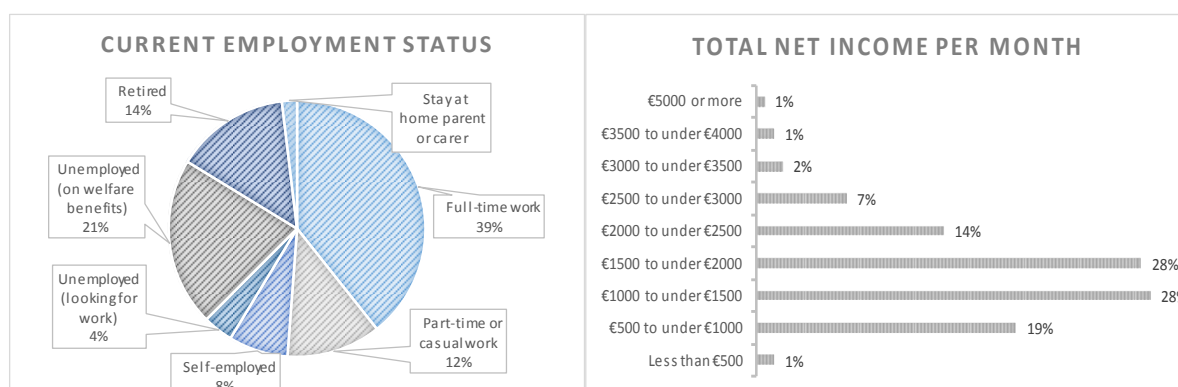 CURRENT EMPLOYMENT STATUS
Retired
14%
Stay at
home parent
or carer
Unemployed
(on welfare
benefits)
21%
Full-time work
39%
Unemployed
(looking for
work)
4%
Part-time or
casual work
12%
Self-employed
8%
TOTAL NET INCOME PER MONTH
€5000 or more 1%
€3500 to under €4000 1%
€3000 to under €3500 2%
€2500 to under €3000 7%
€2000 to under €2500 14%
€1500 to under €2000 28%
€1000 to under €1500 28%
€500 to under €1000 19%
Less than €500 1%